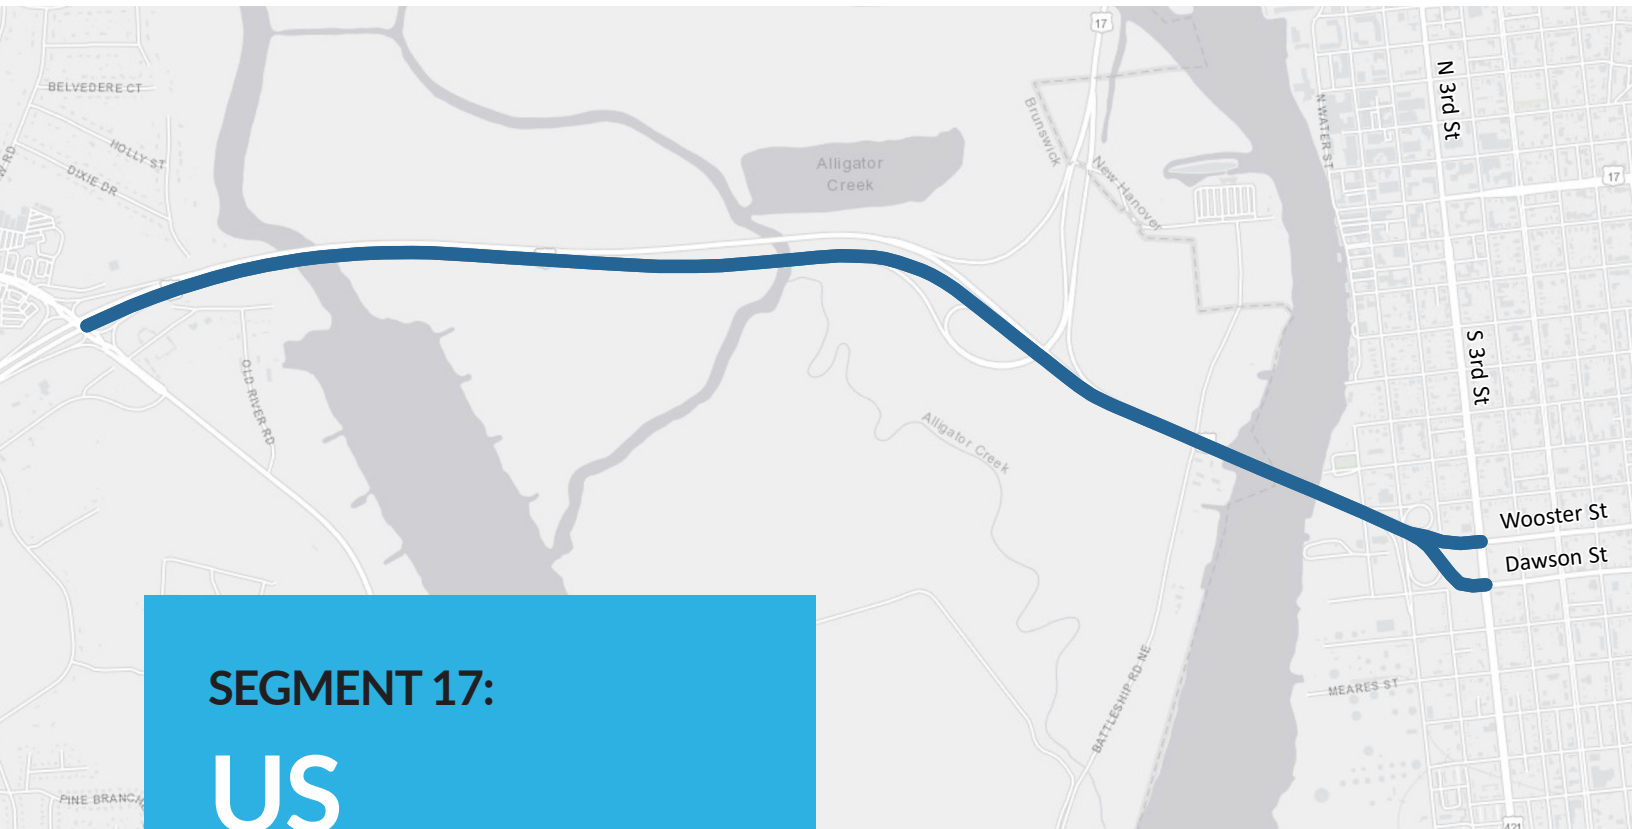 17
N 3rd St
BELVEDERE CT
N WATER ST
Brunswick
HOLLY ST
Alligator
Creek
New Hanover
DIXIE DR
17
S 3rd St
OLD RIVER RD
Alligator Creek
Wooster St
Dawson St
BATTLESHIP RD NE
MEARES ST
SEGMENT 17:
US
PINE BRANCH
421